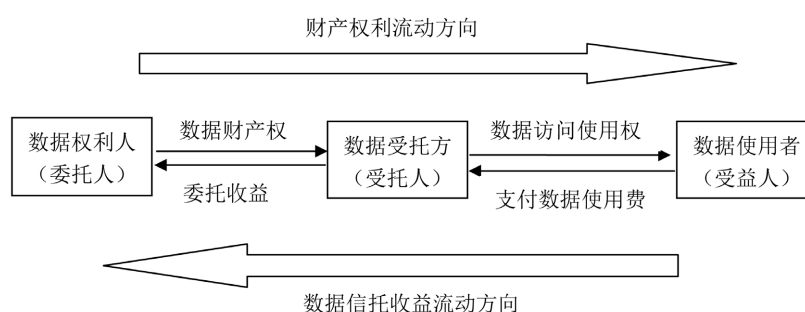 财产权利流动方向
数据权利人
（委托人）
数据财产权
委托收益
数据受托方
（受托人）
数据访问使用权
支付数据使用费
数据使用者
（受益人）
数据信托收益流动方向